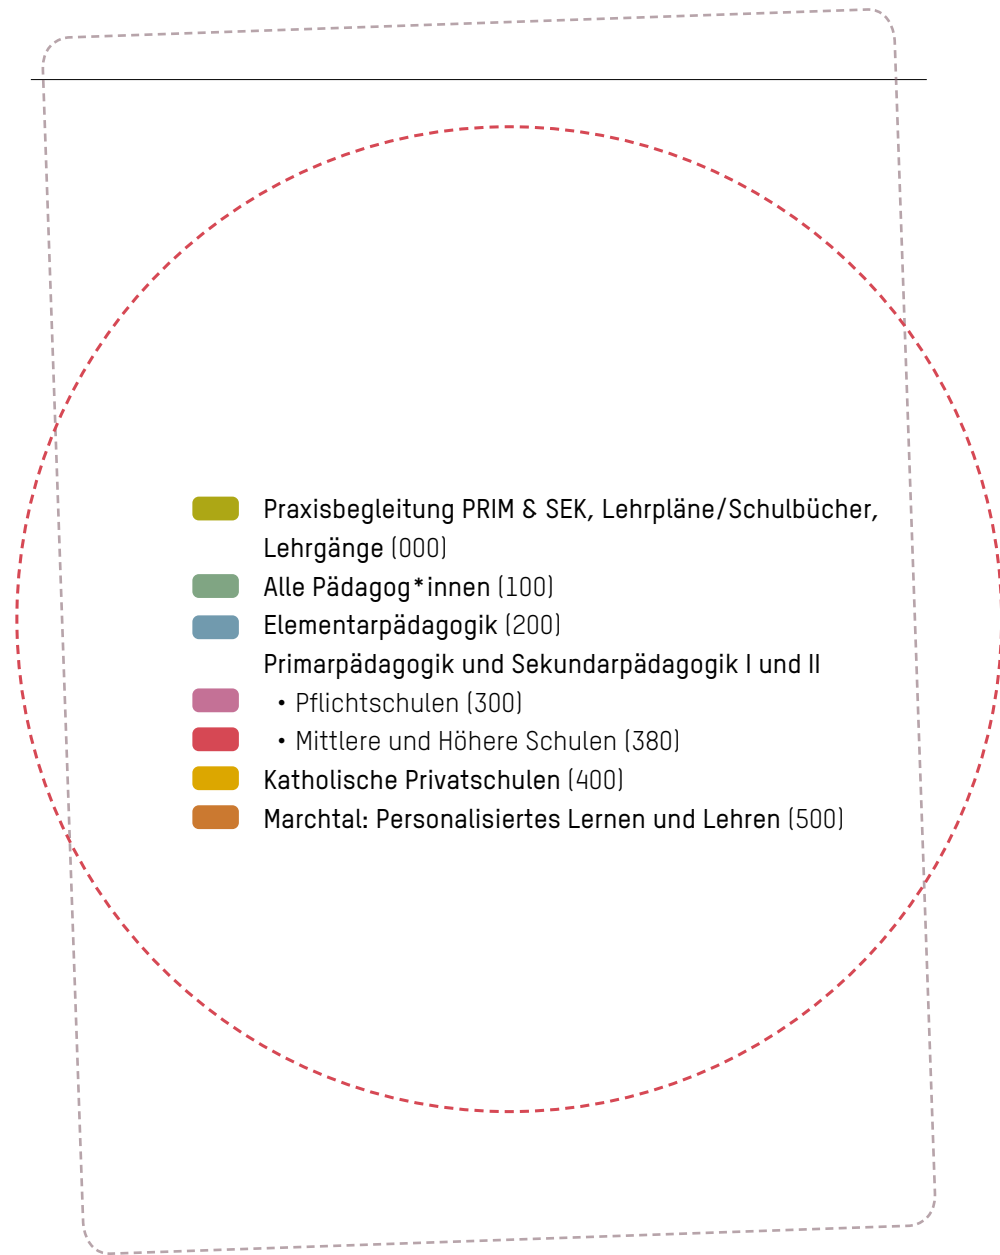 Praxisbegleitung PRIM & SEK, Lehrpläne/Schulbücher,
Lehrgänge (000)
Alle Pädagog*innen (100)
Elementarpädagogik (200)
Primarpädagogik und Sekundarpädagogik I und II
• Pflichtschulen (300)
• Mittlere und Höhere Schulen (380)
Katholische Privatschulen (400)
Marchtal: Personalisiertes Lernen und Lehren (500)